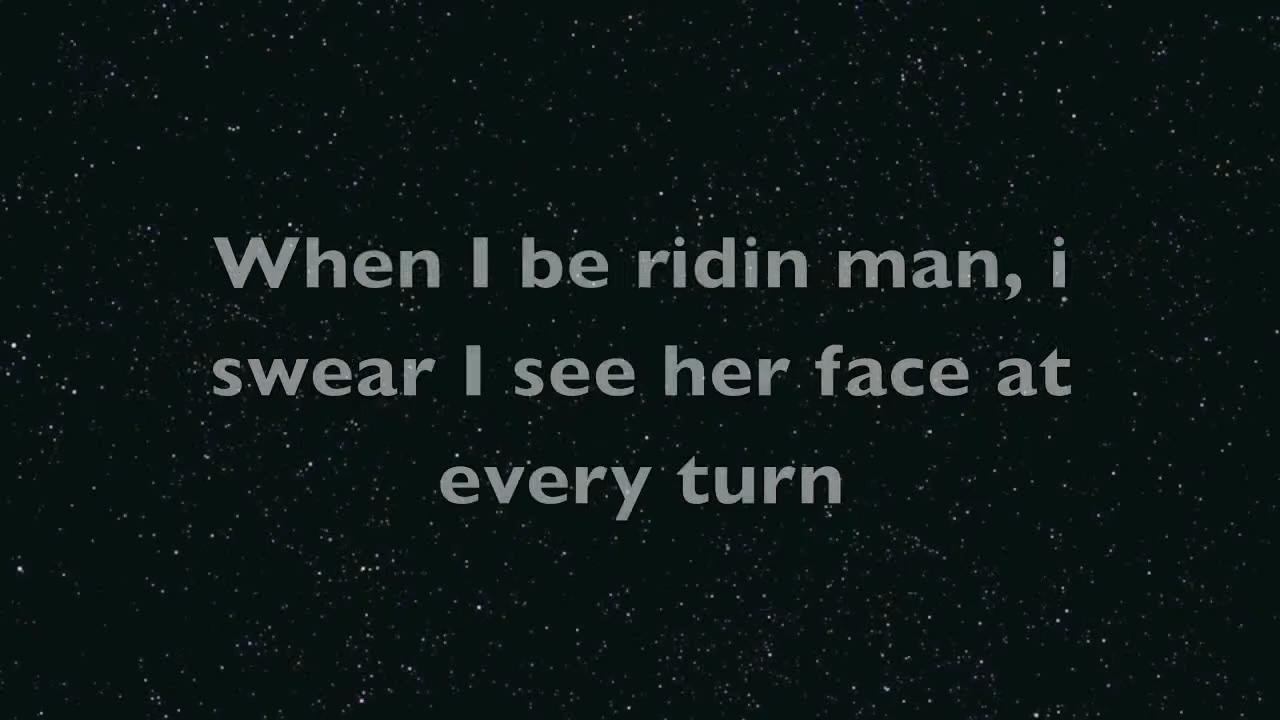 When I be ridin man, i
swear I see her face at
every turn